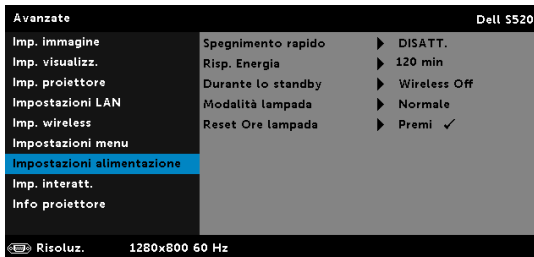 Avanzate Dell S520
Imp. immagine
Imp. visualizz.
Imp. proiettore
Impostazioni LAN
Imp. wireless
Impostazioni menu
Impostazioni alimentazione
Imp. interatt.
Info proiettore
Spegnimento rapido DISATT.
Risp. Energia 120 min
Durante lo standby Wireless Off
Modalità lampada Normale
Reset Ore lampada Premi ✓
Risoluz. 1280x800 60 Hz